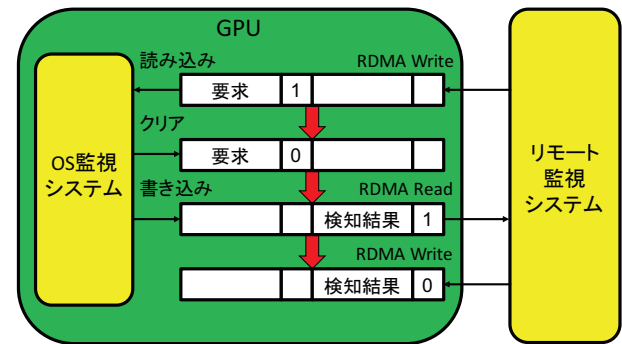 GPU
読み込み
RDMA Write
要求 1
クリア
要求 0
OS監視
システム
リモート
監視
システム
書き込み
RDMA Read
検知結果 1
RDMA Write
検知結果 0